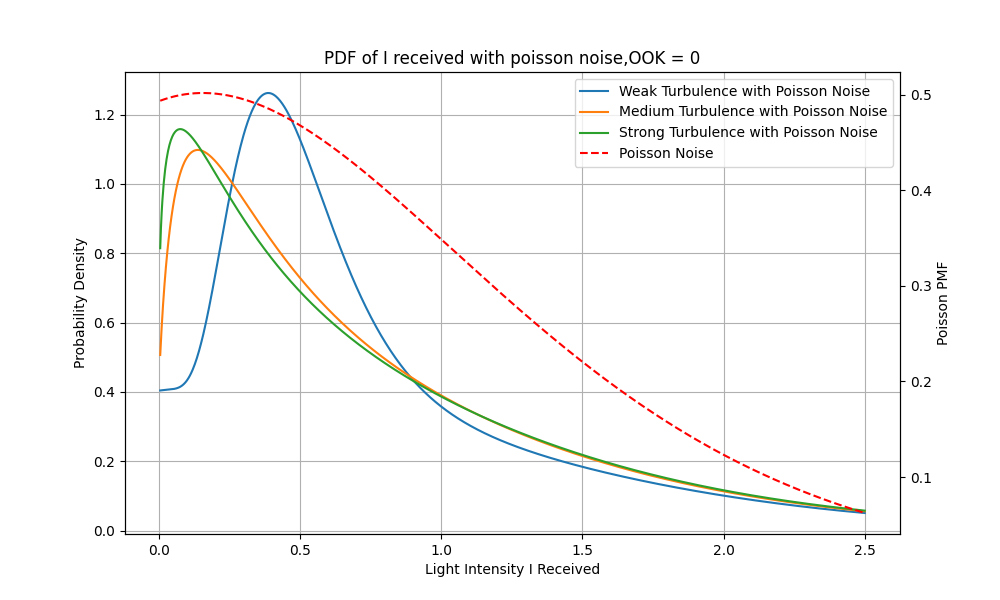 PDF of I received with poisson noise,OOK = 0
Weak Turbulence with Poisson Noise
Medium Turbulence with Poisson Noise
Strong Turbulence with Poisson Noise
Poisson Noise
Probability Density
1.2
1.0
0.8
0.6
0.4
0.2
0.0
0.5
0.4
0.3
0.2
0.1
Poisson PMF
0.0 0.5 1.0 1.5 2.0 2.5
Light Intensity I Received